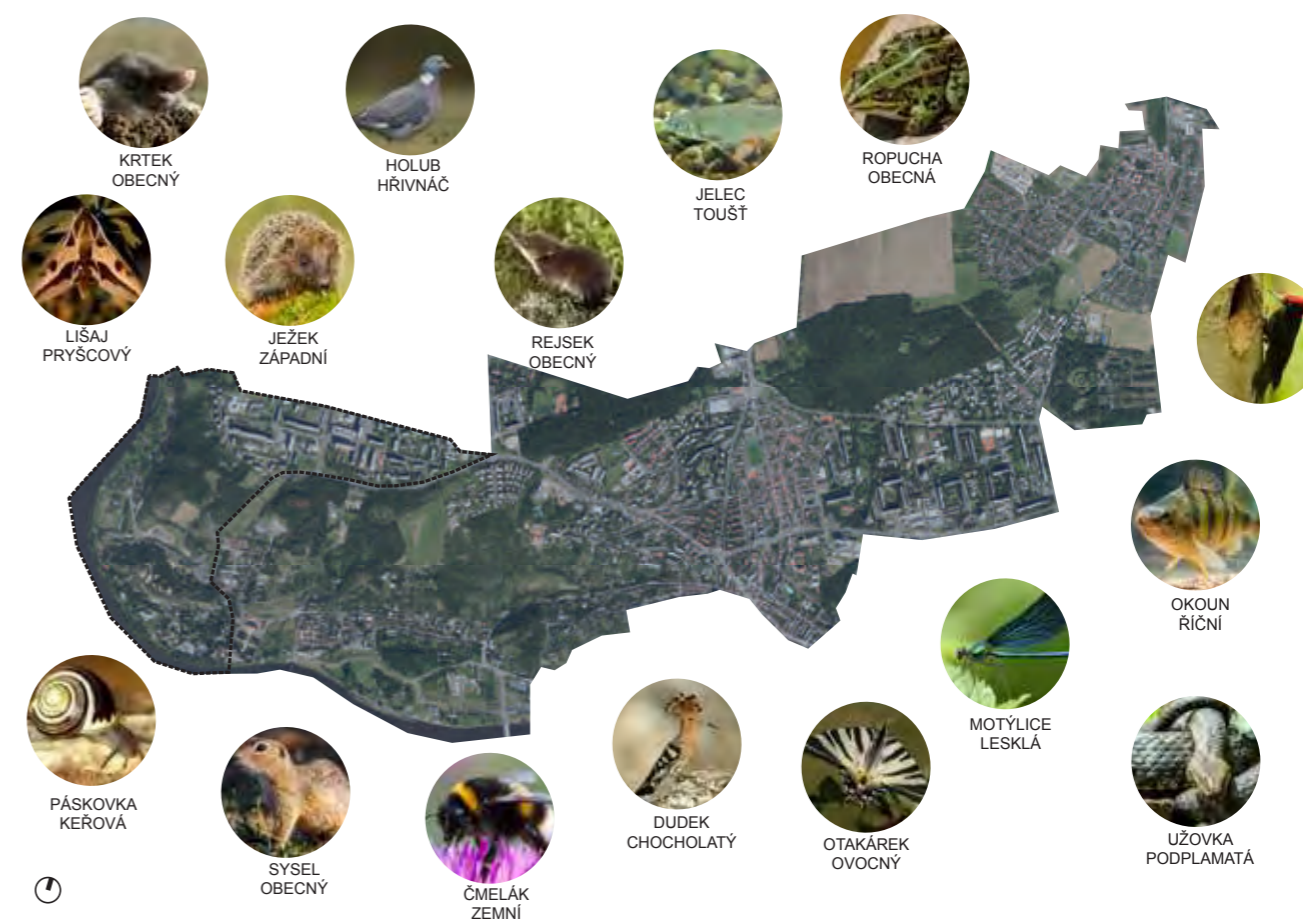 KRTEK
OBECNÝ
HOLUB
HŘIVNÁČ
JELEC
TOUŠŤ
ROPUCHA
OBECNÁ
LIŠAJ
PRYŠCOVÝ
JEŽEK
ZÁPADNÍ
REJSEK
OBECNÝ
OKOUN
ŘÍČNÍ
MOTÝLICE
LESKLÁ
PÁSKOVKA
KEŘOVÁ
SYSEL
OBECNÝ
ČMELÁK
ZEMNÍ
DUDEK
CHOCHOLATÝ
OTAKÁREK
OVOCNÝ
UŽOVKA
PODPLAMATÁ